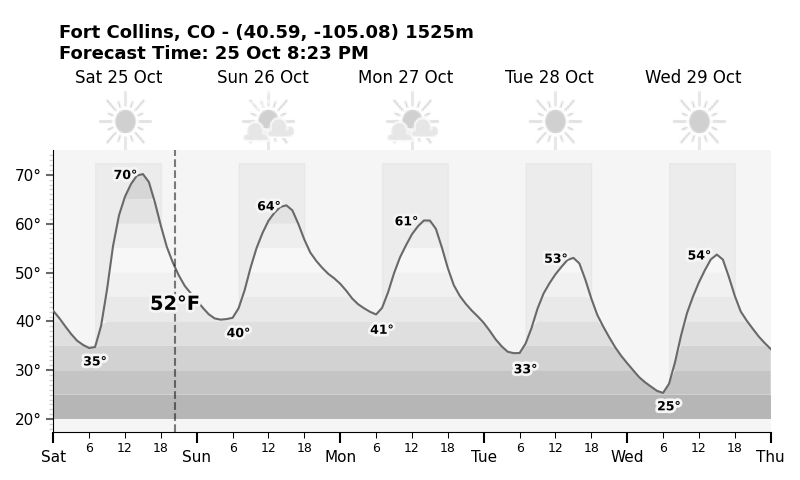 Fort Collins, CO - (40.59, -105.08) 1525m
Forecast Time: 25 Oct 8:23 PM
Sat 25 Oct Sun 26 Oct Mon 27 Oct Tue 28 Oct Wed 29 Oct
70° 70° 64° 61° 53° 54°
60°
50°
52°F
40° 40° 41°
30° 35° 33°
20° 25°
6 12 18 6 12 18 6 12 18 6 12 18 6 12 18
Sat Sun Mon Tue Wed Thu